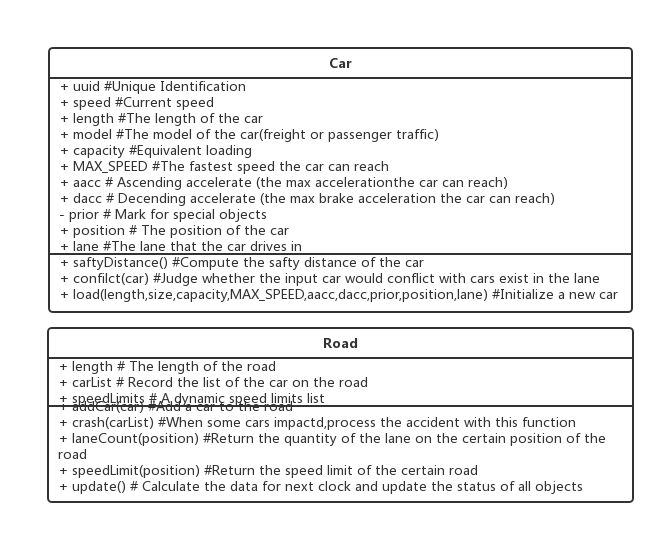 Car
+ uuid #Unique Identification
+ speed #Current speed
+ length #The length of the car
+ model #The model of the car(freight or passenger traffic)
+ capacity #Equivalent loading
+ MAX_SPEED #The fastest speed the car can reach
+ aacc # Ascending accelerate (the max accelerationthe car can reach)
+ dacc # Decending accelerate (the max brake acceleration the car can reach)
- prior # Mark for special objects
+ position # The position of the car
+ lane #The lane that the car drives in
+ saftyDistance() #Compute the safty distance of the car
+ confilct(car) #Judge whether the input car would conflict with cars exist in the lane
+ load(length,size,capacity,MAX_SPEED,aacc,dacc,prior,position,lane) #Initialize a new car
Road
+ length # The length of the road
+ carList # Record the list of the car on the road
+ speedLimits # A dynamic speed limits list
+ addCar(car) #Add a car to the road
+ crash(carList) #When some cars impactd,process the accident with this function
+ laneCount(position) #Return the quantity of the lane on the certain position of the
road
+ speedLimit(position) #Return the speed limit of the certain road
+ update() # Calculate the data for next clock and update the status of all objects